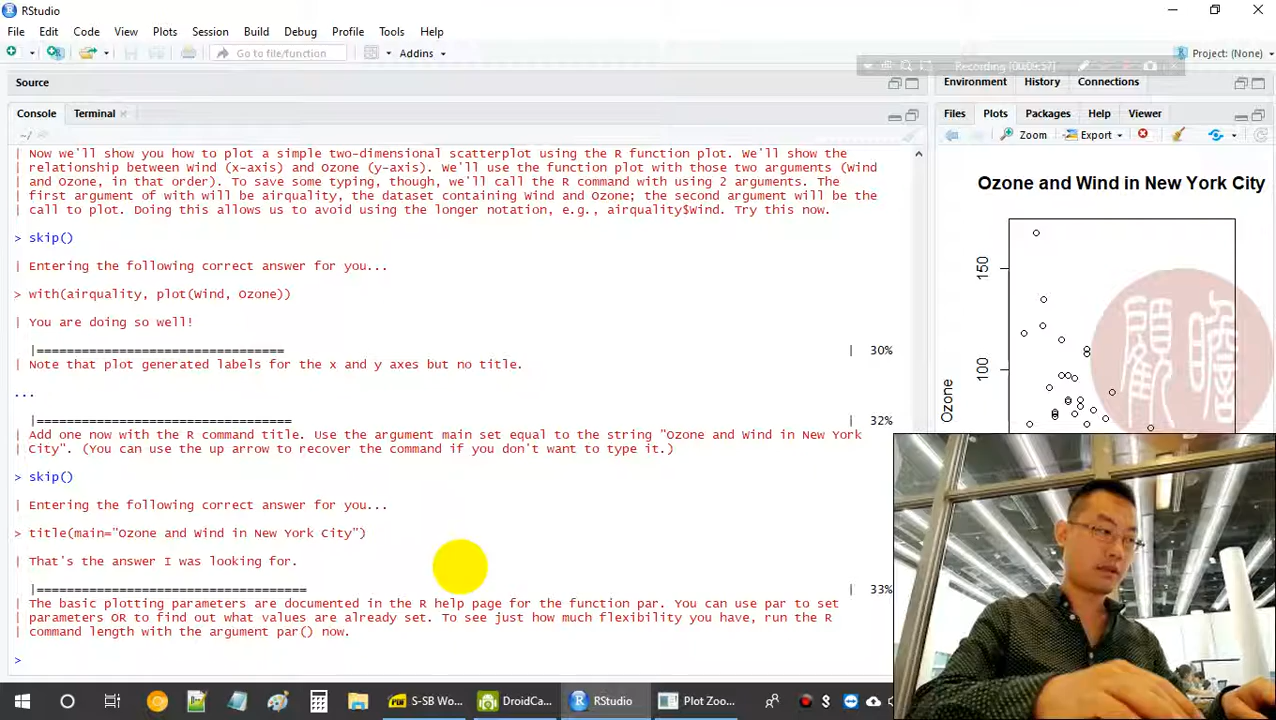 RStudio
File Edit Code View Plots Session Build Debug Profile Tools Help
Go to file/function
Addins
Project: (None)
Recording [00:09:57]
Source
Environment History Connections
Console Terminal
Files Plots Packages Help Viewer
~/
Zoom Export
| Now we'll show you how to plot a simple two-dimensional scatterplot using the R function plot. We'll show the
| relationship between Wind (x-axis) and Ozone (y-axis). We'll use the function plot with those two arguments (Wind
| and Ozone, in that order). To save some typing, though, we'll call the R command with using 2 arguments. The
| first argument of with will be airquality, the dataset containing Wind and Ozone; the second argument will be the
| call to plot. Doing this allows us to avoid using the longer notation, e.g., airquality$Wind. Try this now.
> skip()
| Entering the following correct answer for you...
> with(airquality, plot(Wind, Ozone))
| You are doing so well!
|================================= | 30%
| Note that plot generated labels for the x and y axes but no title.
...
|================================== | 32%
| Add one now with the R command title. Use the argument main set equal to the string "Ozone and Wind in New York
| City". (You can use the up arrow to recover the command if you don't want to type it.)
> skip()
| Entering the following correct answer for you...
> title(main="Ozone and Wind in New York City")
| That's the answer I was looking for.
|==================================== | 33%
| The basic plotting parameters are documented in the R help page for the function par. You can use par to set
| parameters OR to find out what values are already set. To see just how much flexibility you have, run the R
| command length with the argument par() now.
>
Ozone and Wind in New York City
150
100
Ozone
顧瞻
S-SB Wo...
DroidCa...
RStudio
Plot Zoo...